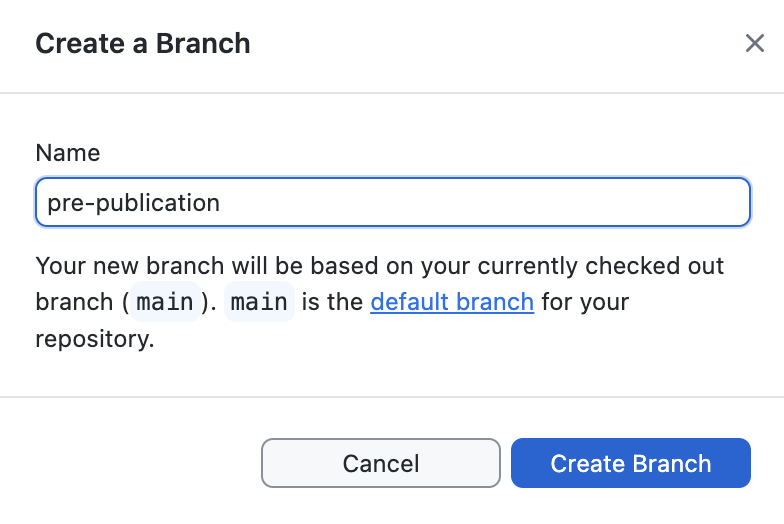 Create a Branch
Name
pre-publication
Your new branch will be based on your currently checked out
branch (main). main is the default branch for your
repository.
Cancel
Create Branch